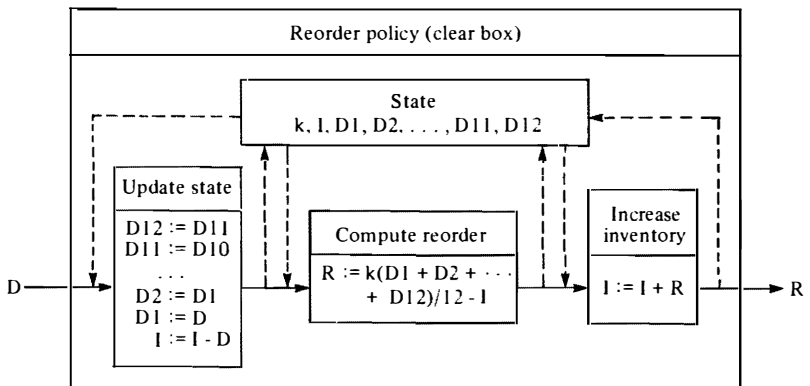 Reorder policy (clear box)
State
k, I, D1, D2, . . . , D11, D12
Update state
D12 := D11
D11 := D10
...
D2 := D1
D1 := D
I := I - D
Compute reorder
R := k(D1 + D2 + ···
+ D12)/12 - I
Increase
inventory
I := I + R
D
R